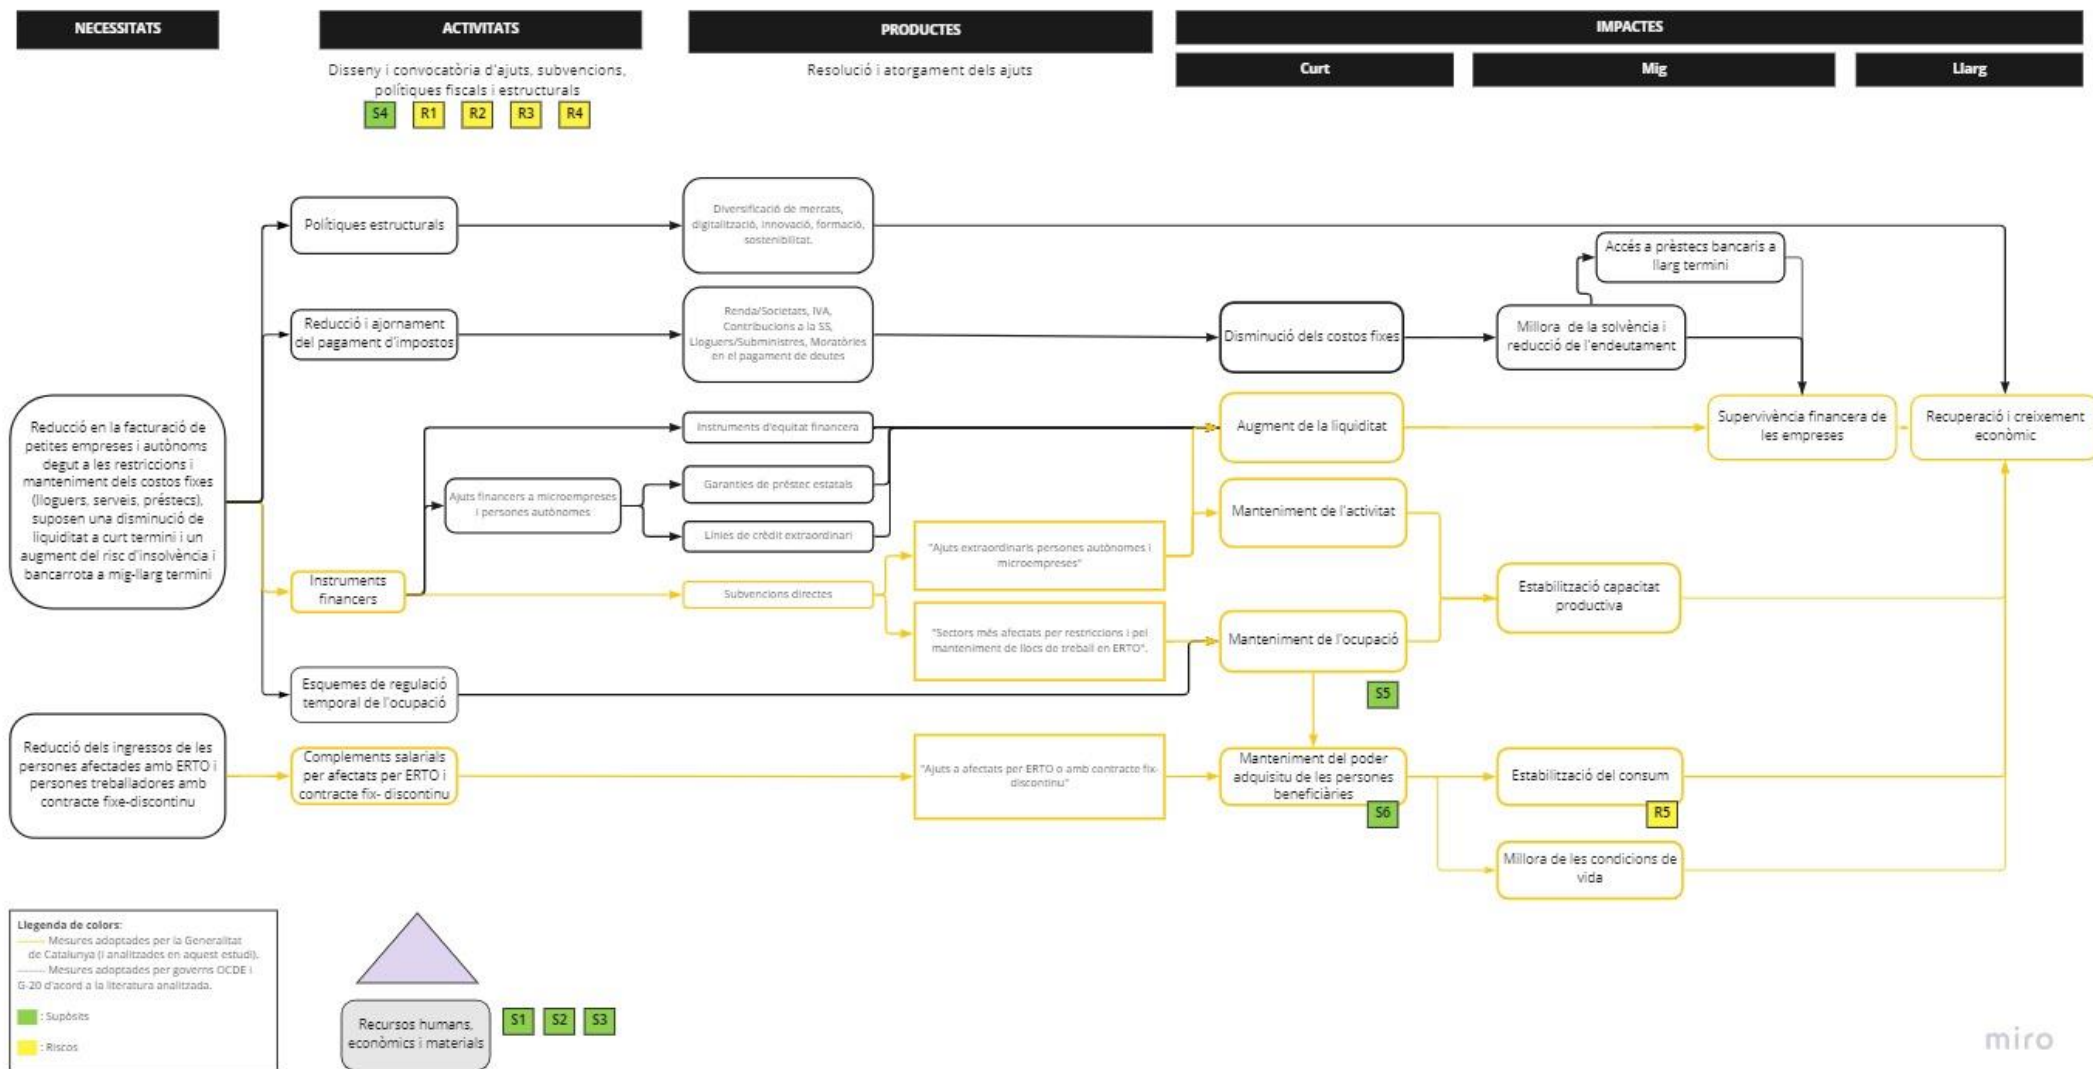 NECESSITATS
ACTIVITATS
PRODUCTES
IMPACTES
Curt
Mig
Llarg
Disseny i convocatòria d'ajuts, subvencions,
polítiques fiscals i estructurals
S4
R1
R2
R3
R4
Resolució i atorgament dels ajuts
Polítiques estructurals
Diversificació de mercats,
digitalització, innovació, formació,
sostenibilitat.
Accés a prèstecs bancaris a
llarg termini
Reducció i ajornament
del pagament d'impostos
Renda/Societats, IVA,
Contribucions a la SS,
Lloguers/Subministres, Moratòries
en el pagament de deutes
Disminució dels costos fixes
Millora de la solvència i
reducció de l'endeutament
Reducció en la facturació de
petites empreses i autònoms
degut a les restriccions i
manteniment dels costos fixes
(lloguers, serveis, préstecs),
suposen una disminució de
liquiditat a curt termini i un
augment del risc d'insolvència i
bancarrota a mig-llarg termini
Instruments d'equitat financera
Augment de la liquiditat
Supervivència financera de
les empreses
Recuperació i creixement
econòmic
Ajuts financers a microempreses
i persones autònomes
Garanties de préstec estatals
Línies de crèdit extraordinari
Manteniment de l'activitat
"Ajuts extraordinaris persones autònomes i
microempreses"
Instruments
financers
Subvencions directes
Estabilització capacitat
productiva
"Sectors més afectats per restriccions i pel
manteniment de llocs de treball en ERTO".
Manteniment de l'ocupació
S5
Esquemes de regulació
temporal de l'ocupació
Reducció dels ingressos de les
persones afectades amb ERTO i
persones treballadores amb
contracte fixe-discontinu
Complements salarials
per afectats per ERTO i
contracte fix- discontinu
"Ajuts a afectats per ERTO o amb contracte fix-
discontinu"
Manteniment del poder
adquisitu de les persones
beneficiàries
S6
Estabilització del consum
R5
Millora de les condicions de
vida
Llegenda de colors:
Mesures adoptades per la Generalitat
de Catalunya (i analitzades en aquest estudi).
Mesures adoptades per governs OCDE i
G-20 d'acord a la literatura analitzada.
: Supòsits
: Riscos
Recursos humans,
econòmics i materials
S1
S2
S3
miro